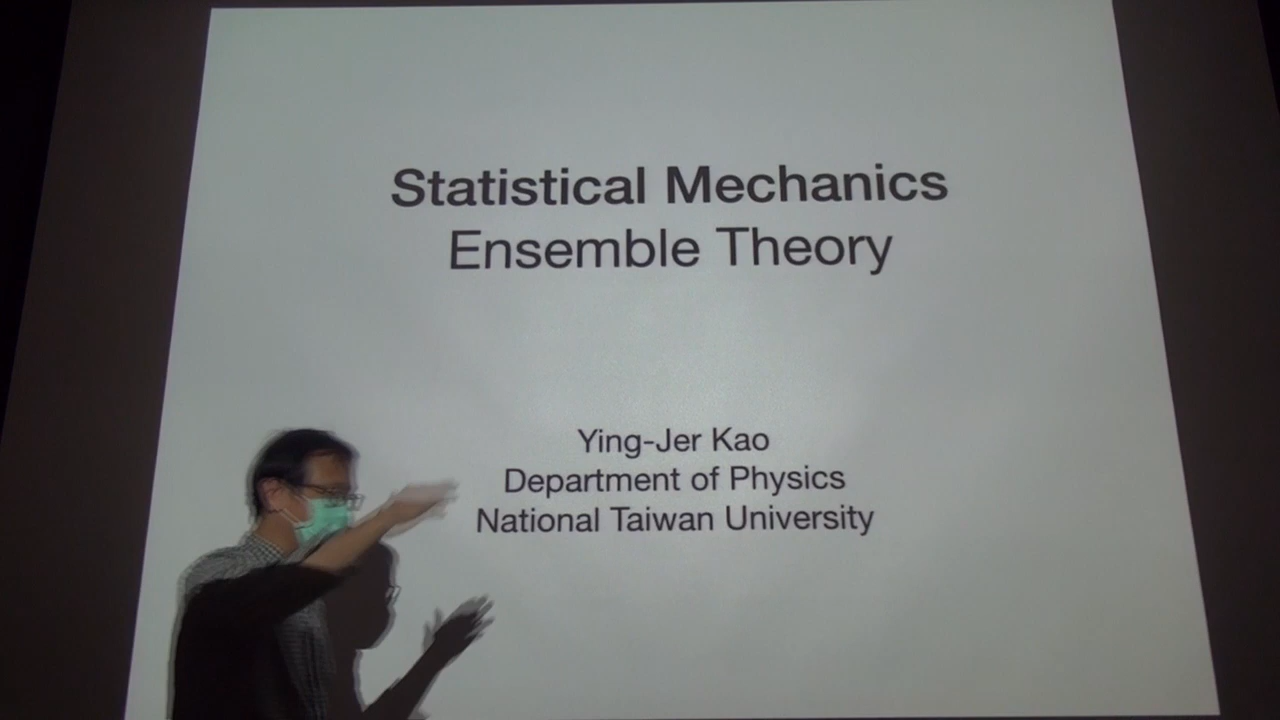 Statistical Mechanics
Ensemble Theory
Ying-Jer Kao
Department of Physics
National Taiwan University